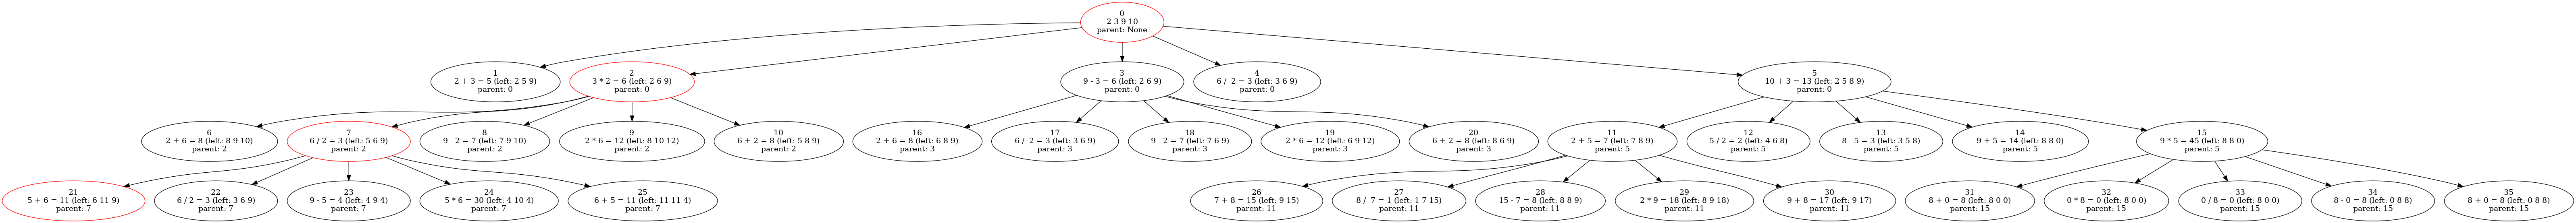 0
2 3 9 10
parent: None
1
2 + 3 = 5 (left: 2 5 9)
parent: 0
2
3 * 2 = 6 (left: 2 6 9)
parent: 0
3
9 - 3 = 6 (left: 2 6 9)
parent: 0
4
6 /  2 = 3 (left: 3 6 9)
parent: 0
5
10 + 3 = 13 (left: 2 5 8 9)
parent: 0
6
2 + 6 = 8 (left: 8 9 10)
parent: 2
7
6 / 2 = 3 (left: 5 6 9)
parent: 2
8
9 - 2 = 7 (left: 7 9 10)
parent: 2
9
2 * 6 = 12 (left: 8 10 12)
parent: 2
10
6 + 2 = 8 (left: 5 8 9)
parent: 2
16
2 + 6 = 8 (left: 6 8 9)
parent: 3
17
6 /  2 = 3 (left: 3 6 9)
parent: 3
18
9 - 2 = 7 (left: 7 6 9)
parent: 3
19
2 * 6 = 12 (left: 6 9 12)
parent: 3
20
6 + 2 = 8 (left: 8 6 9)
parent: 3
11
2 + 5 = 7 (left: 7 8 9)
parent: 5
12
5 / 2 = 2 (left: 4 6 8)
parent: 5
13
8 - 5 = 3 (left: 3 5 8)
parent: 5
14
9 + 5 = 14 (left: 8 8 0)
parent: 5
15
9 * 5 = 45 (left: 8 8 0)
parent: 5
21
5 + 6 = 11 (left: 6 11 9)
parent: 7
22
6 / 2 = 3 (left: 3 6 9)
parent: 7
23
9 - 5 = 4 (left: 4 9 4)
parent: 7
24
5 * 6 = 30 (left: 4 10 4)
parent: 7
25
6 + 5 = 11 (left: 11 11 4)
parent: 7
26
7 + 8 = 15 (left: 9 15)
parent: 11
27
8 /  7 = 1 (left: 1 7 15)
parent: 11
28
15 - 7 = 8 (left: 8 8 9)
parent: 11
29
2 * 9 = 18 (left: 8 9 18)
parent: 11
30
9 + 8 = 17 (left: 9 17)
parent: 11
31
8 + 0 = 8 (left: 8 0 0)
parent: 15
32
0 * 8 = 0 (left: 8 0 0)
parent: 15
33
0 / 8 = 0 (left: 8 0 0)
parent: 15
34
8 - 0 = 8 (left: 0 8 8)
parent: 15
35
8 + 0 = 8 (left: 0 8 8)
parent: 15